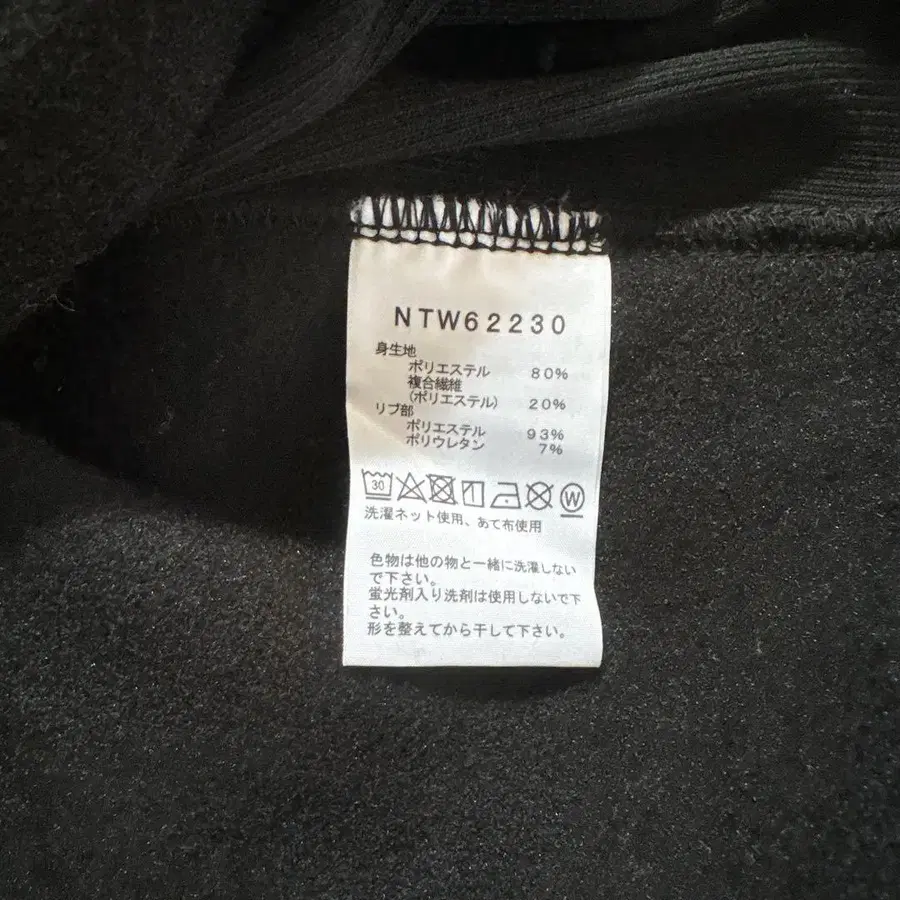 NTW62230
身生地
ポリエステル 80%
複合繊維
(ポリエステル) 20%
リブ部
ポリエステル 93%
ポリウレタン 7%
30 W
洗濯ネット使用、あて布使用
色物は他の物と一緒に洗濯しない
で下さい。
蛍光剤入り洗剤は使用しないで下
さい。
形を整えてから干して下さい。